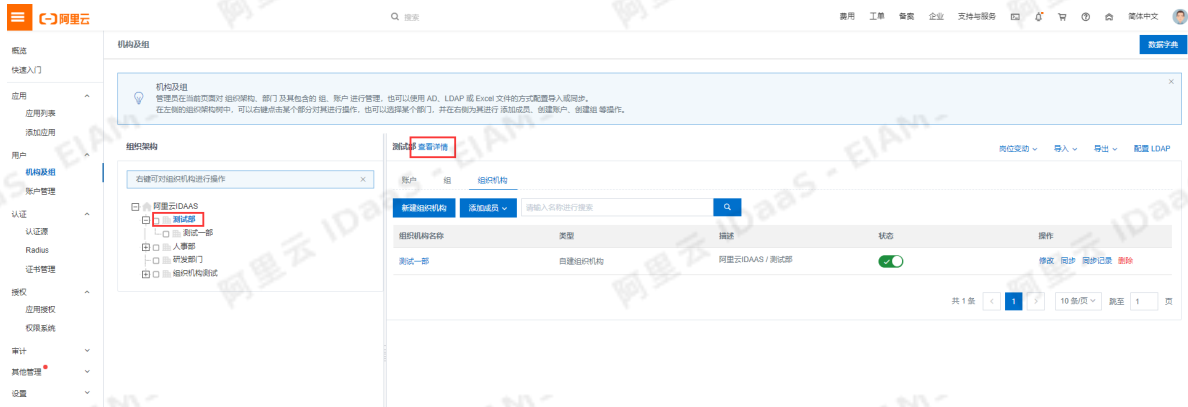 阿里云
搜索
费用 工单 备案 企业 支持与服务 简体中文
概览
快速入门
应用
应用列表
添加应用
用户
机构及组
账户管理
认证
认证源
Radius
证书管理
授权
应用授权
权限系统
审计
其他管理
设置
机构及组
数据字典
机构及组
管理员在当前页面对 组织架构、部门 及其包含的 组、账户 进行管理，也可以使用 AD、LDAP 或 Excel 文件的方式配置导入或同步。
在左侧的组织架构树中，可以右键点击某个部分对其进行操作，也可以选择某个部门，并在右侧为其进行 添加成员、创建账户、创建组 等操作。
组织架构
右键可对组织机构进行操作
阿里云IDAAS
测试部
测试一部
人事部
研发部门
组织机构测试
测试部 查看详情
岗位变动 导入 导出 配置 LDAP
账户 组 组织机构
新建组织机构 添加成员 请输入名称进行搜索
组织机构名称 类型 描述 状态 操作
测试一部 自建组织机构 阿里云IDAAS / 测试部 修改 同步 同步记录 删除
共 1 条 1 10 条/页 跳至 1 页
阿里云 IDaaS - EIAM -